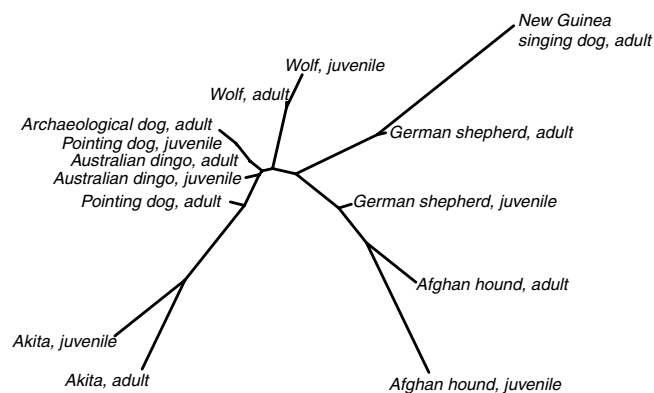 New Guinea
singing dog, adult
Wolf, juvenile
Wolf, adult
Archaeological dog, adult
German shepherd, adult
Pointing dog, juvenile
Australian dingo, adult
Australian dingo, juvenile
Pointing dog, adult
German shepherd, juvenile
Afghan hound, adult
Akita, juvenile
Akita, adult
Afghan hound, juvenile